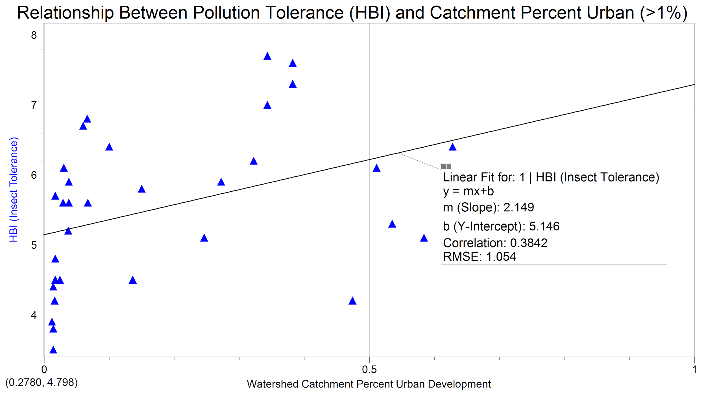 Relationship Between Pollution Tolerance (HBI) and Catchment Percent Urban (>1%)
8
7
6
5
4
HBI (Insect Tolerance)
Linear Fit for: 1 | HBI (Insect Tolerance)
y = mx+b
m (Slope): 2.149
b (Y-Intercept): 5.146
Correlation: 0.3842
RMSE: 1.054
0
0.5
1
(0.2780, 4.798)
Watershed Catchment Percent Urban Development